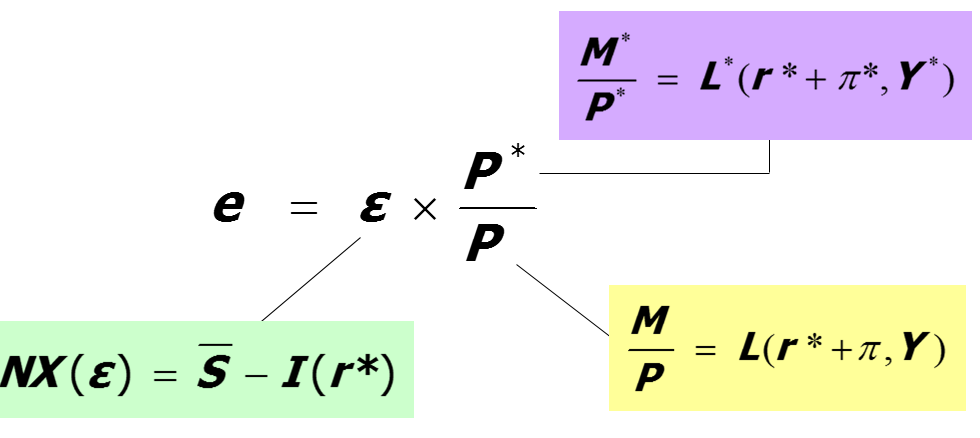 M* / P* = L*(r* + π*, Y*)
e = ε × P* / P
NX(ε) = S̅ − I(r*)
M / P = L(r* + π, Y)